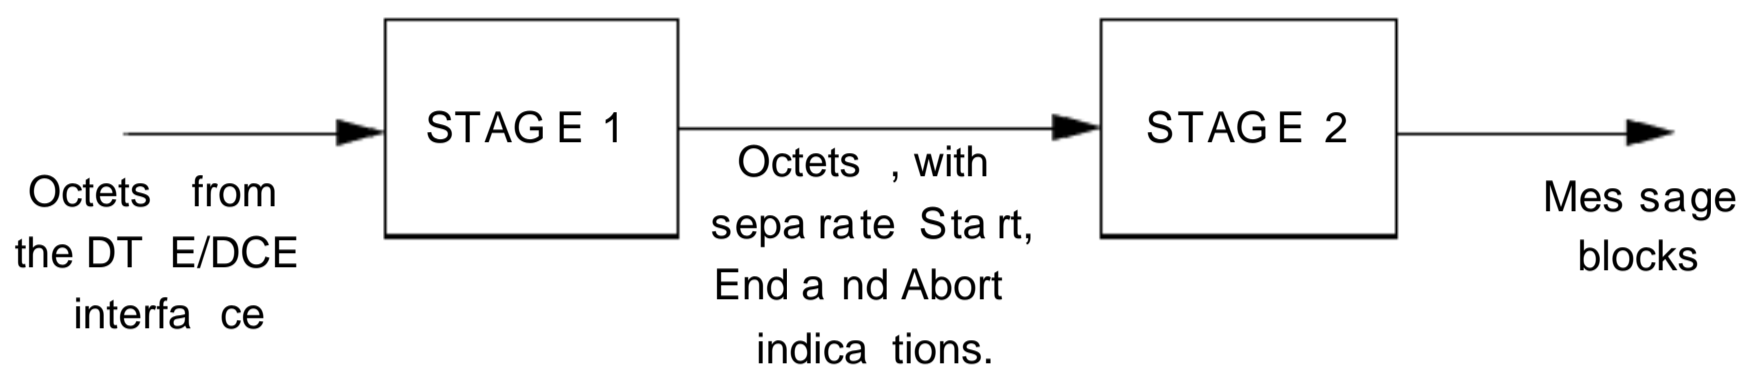 STAGE 1
STAGE 2
Octets from
the DTE/DCE
interface
Octets, with
separate Start,
End and Abort
indications.
Message
blocks